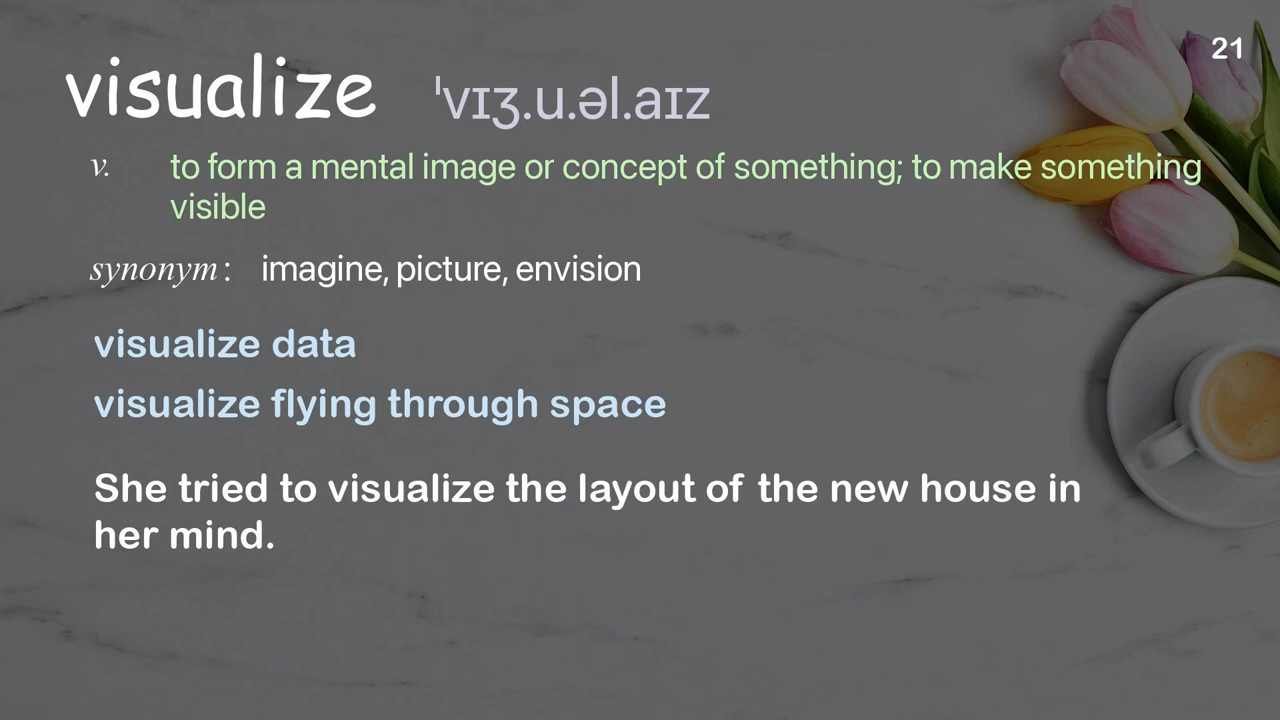 21
visualize ˈvɪʒ.u.əl.aɪz
v. to form a mental image or concept of something; to make something
visible
synonym: imagine, picture, envision
visualize data
visualize flying through space
She tried to visualize the layout of the new house in
her mind.